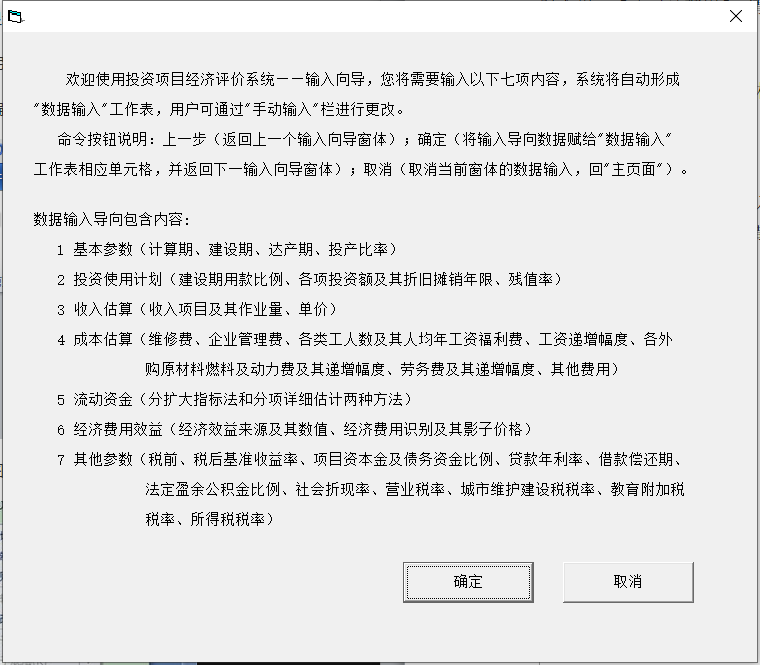 欢迎使用投资项目经济评价系统——输入向导，您将需要输入以下七项内容，系统将自动形成
"数据输入"工作表，用户可通过"手动输入"栏进行更改。
命令按钮说明：上一步（返回上一个输入向导窗体）；确定（将输入导向数据赋给"数据输入"
工作表相应单元格，并返回下一输入向导窗体）；取消（取消当前窗体的数据输入，回"主页面"）。
数据输入导向包含内容：
1 基本参数（计算期、建设期、达产期、投产比率）
2 投资使用计划（建设期用款比例、各项投资额及其折旧摊销年限、残值率）
3 收入估算（收入项目及其作业量、单价）
4 成本估算（维修费、企业管理费、各类工人数及其人均年工资福利费、工资递增幅度、各外
购原材料燃料及动力费及其递增幅度、劳务费及其递增幅度、其他费用）
5 流动资金（分扩大指标法和分项详细估计两种方法）
6 经济费用效益（经济效益来源及其数值、经济费用识别及其影子价格）
7 其他参数（税前、税后基准收益率、项目资本金及债务资金比例、贷款年利率、借款偿还期、
法定盈余公积金比例、社会折现率、营业税率、城市维护建设税税率、教育附加税
税率、所得税税率）
确定
取消